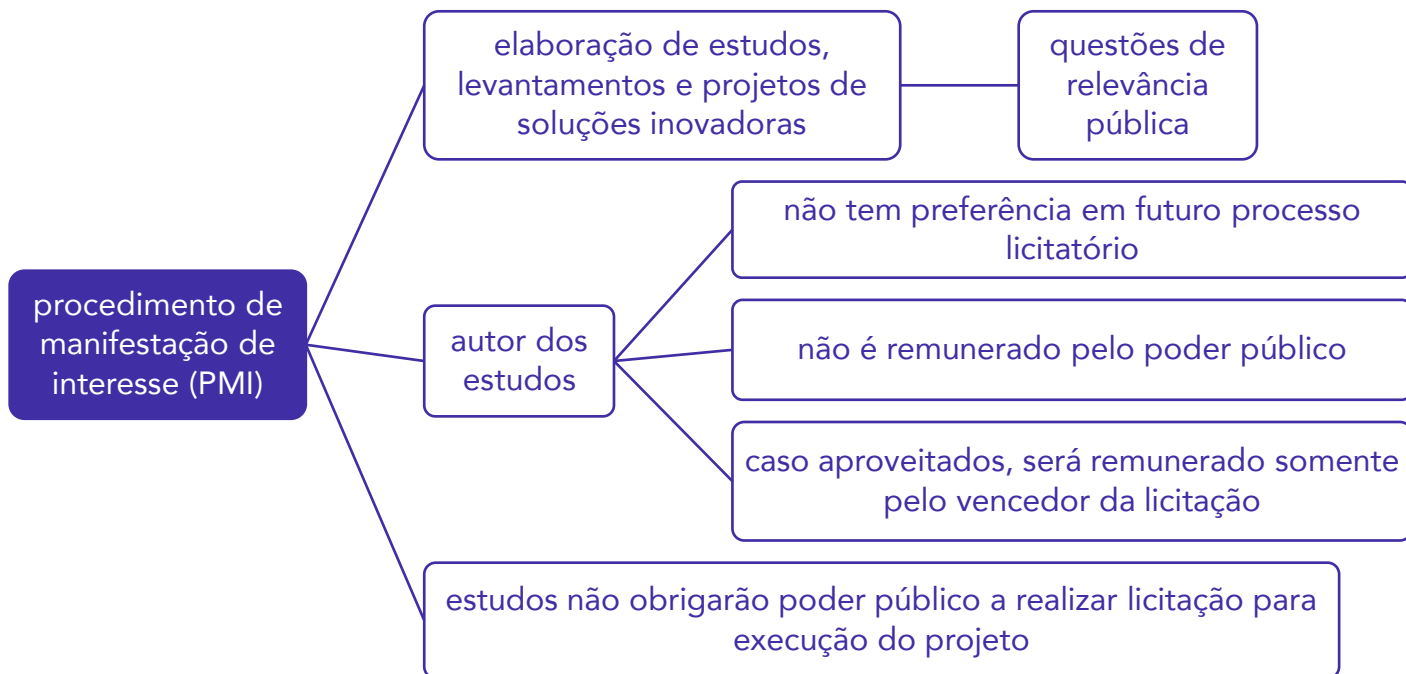 procedimento de
manifestação de
interesse (PMI)
elaboração de estudos,
levantamentos e projetos de
soluções inovadoras
questões de
relevância
pública
autor dos
estudos
não tem preferência em futuro processo
licitatório
não é remunerado pelo poder público
caso aproveitados, será remunerado somente
pelo vencedor da licitação
estudos não obrigarão poder público a realizar licitação para
execução do projeto